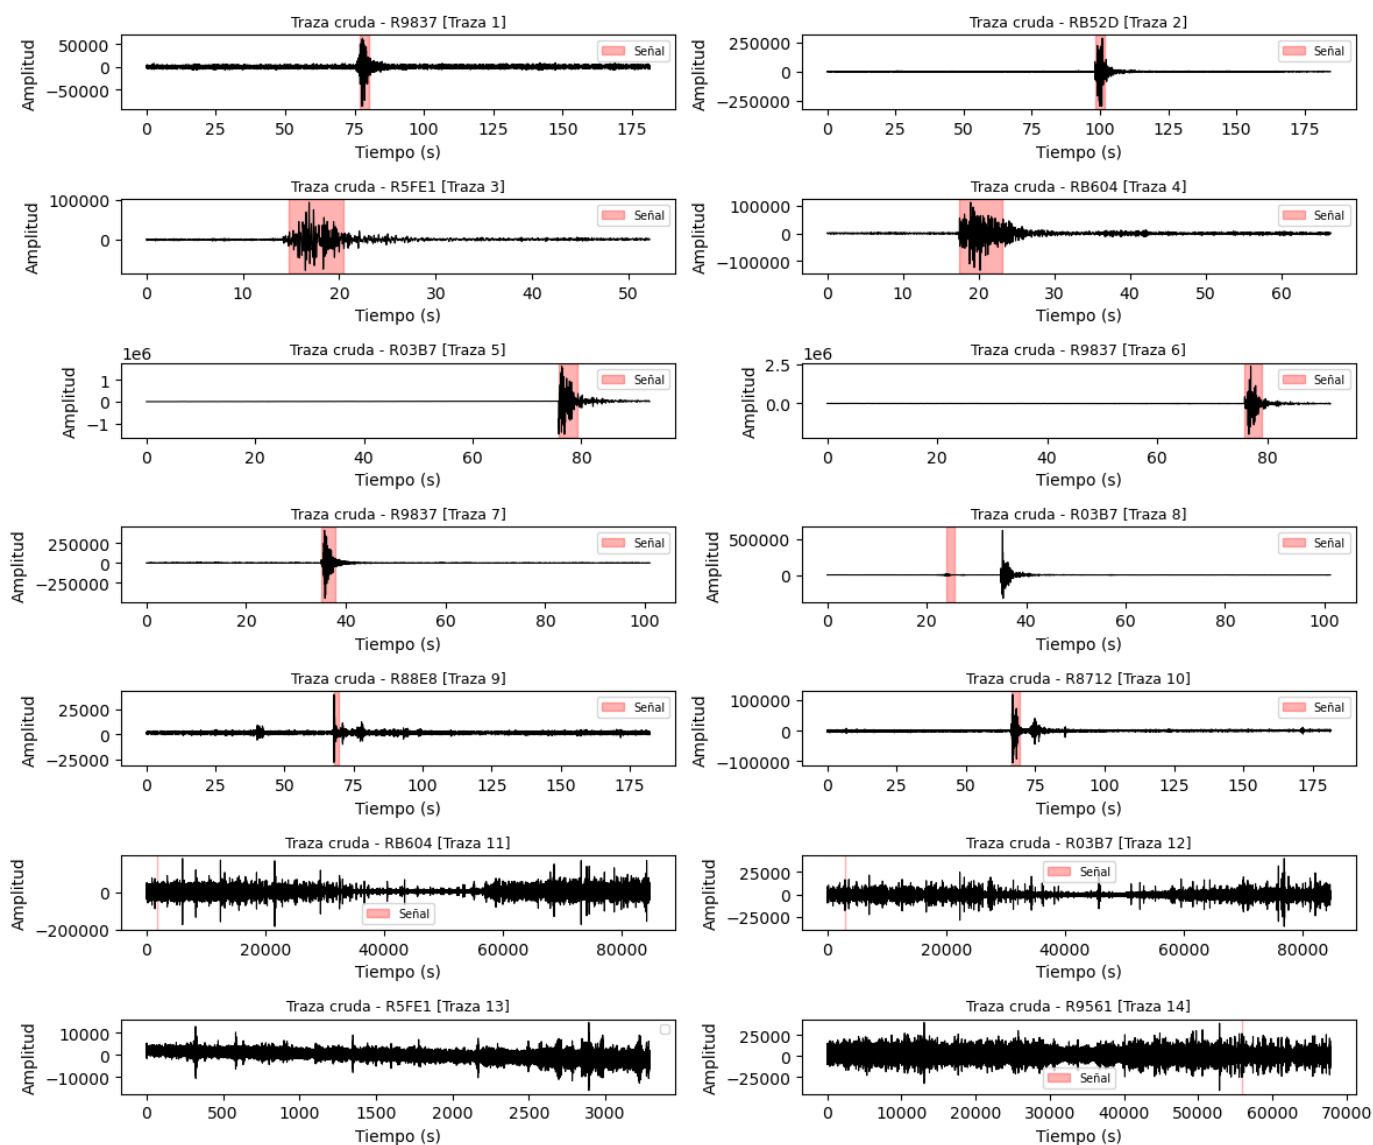 Traza cruda - R9837 [Traza 1]
50000
0
−50000
Amplitud
Señal
0 25 50 75 100 125 150 175
Tiempo (s)
Traza cruda - RB52D [Traza 2]
250000
0
−250000
Amplitud
Señal
0 25 50 75 100 125 150 175
Tiempo (s)
Traza cruda - R5FE1 [Traza 3]
100000
0
Amplitud
Señal
0 10 20 30 40 50
Tiempo (s)
Traza cruda - RB604 [Traza 4]
100000
0
−100000
Amplitud
Señal
0 10 20 30 40 50 60
Tiempo (s)
Traza cruda - R03B7 [Traza 5]
1e6
1
0
−1
Amplitud
Señal
0 20 40 60 80
Tiempo (s)
Traza cruda - R9837 [Traza 6]
1e6
2.5
0.0
Amplitud
Señal
0 20 40 60 80
Tiempo (s)
Traza cruda - R9837 [Traza 7]
250000
0
−250000
Amplitud
Señal
0 20 40 60 80 100
Tiempo (s)
Traza cruda - R03B7 [Traza 8]
500000
0
Amplitud
Señal
0 20 40 60 80 100
Tiempo (s)
Traza cruda - R88E8 [Traza 9]
25000
0
−25000
Amplitud
Señal
0 25 50 75 100 125 150 175
Tiempo (s)
Traza cruda - R8712 [Traza 10]
100000
0
−100000
Amplitud
Señal
0 25 50 75 100 125 150 175
Tiempo (s)
Traza cruda - RB604 [Traza 11]
0
−200000
Amplitud
Señal
0 20000 40000 60000 80000
Tiempo (s)
Traza cruda - R03B7 [Traza 12]
25000
0
−25000
Amplitud
Señal
0 20000 40000 60000 80000
Tiempo (s)
Traza cruda - R5FE1 [Traza 13]
10000
0
−10000
Amplitud
0 500 1000 1500 2000 2500 3000
Tiempo (s)
Traza cruda - R9561 [Traza 14]
25000
0
−25000
Amplitud
Señal
0 10000 20000 30000 40000 50000 60000 70000
Tiempo (s)